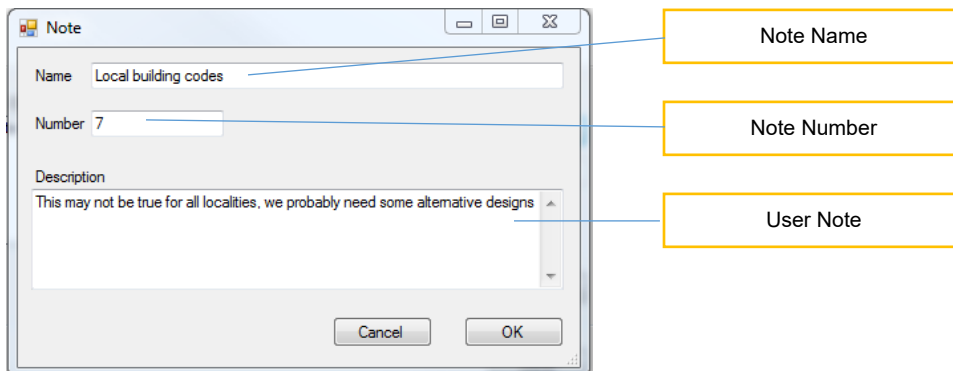 Note
Note Name
Name Local building codes
Number 7
Note Number
Description
This may not be true for all localities, we probably need some alternative designs
User Note
Cancel OK